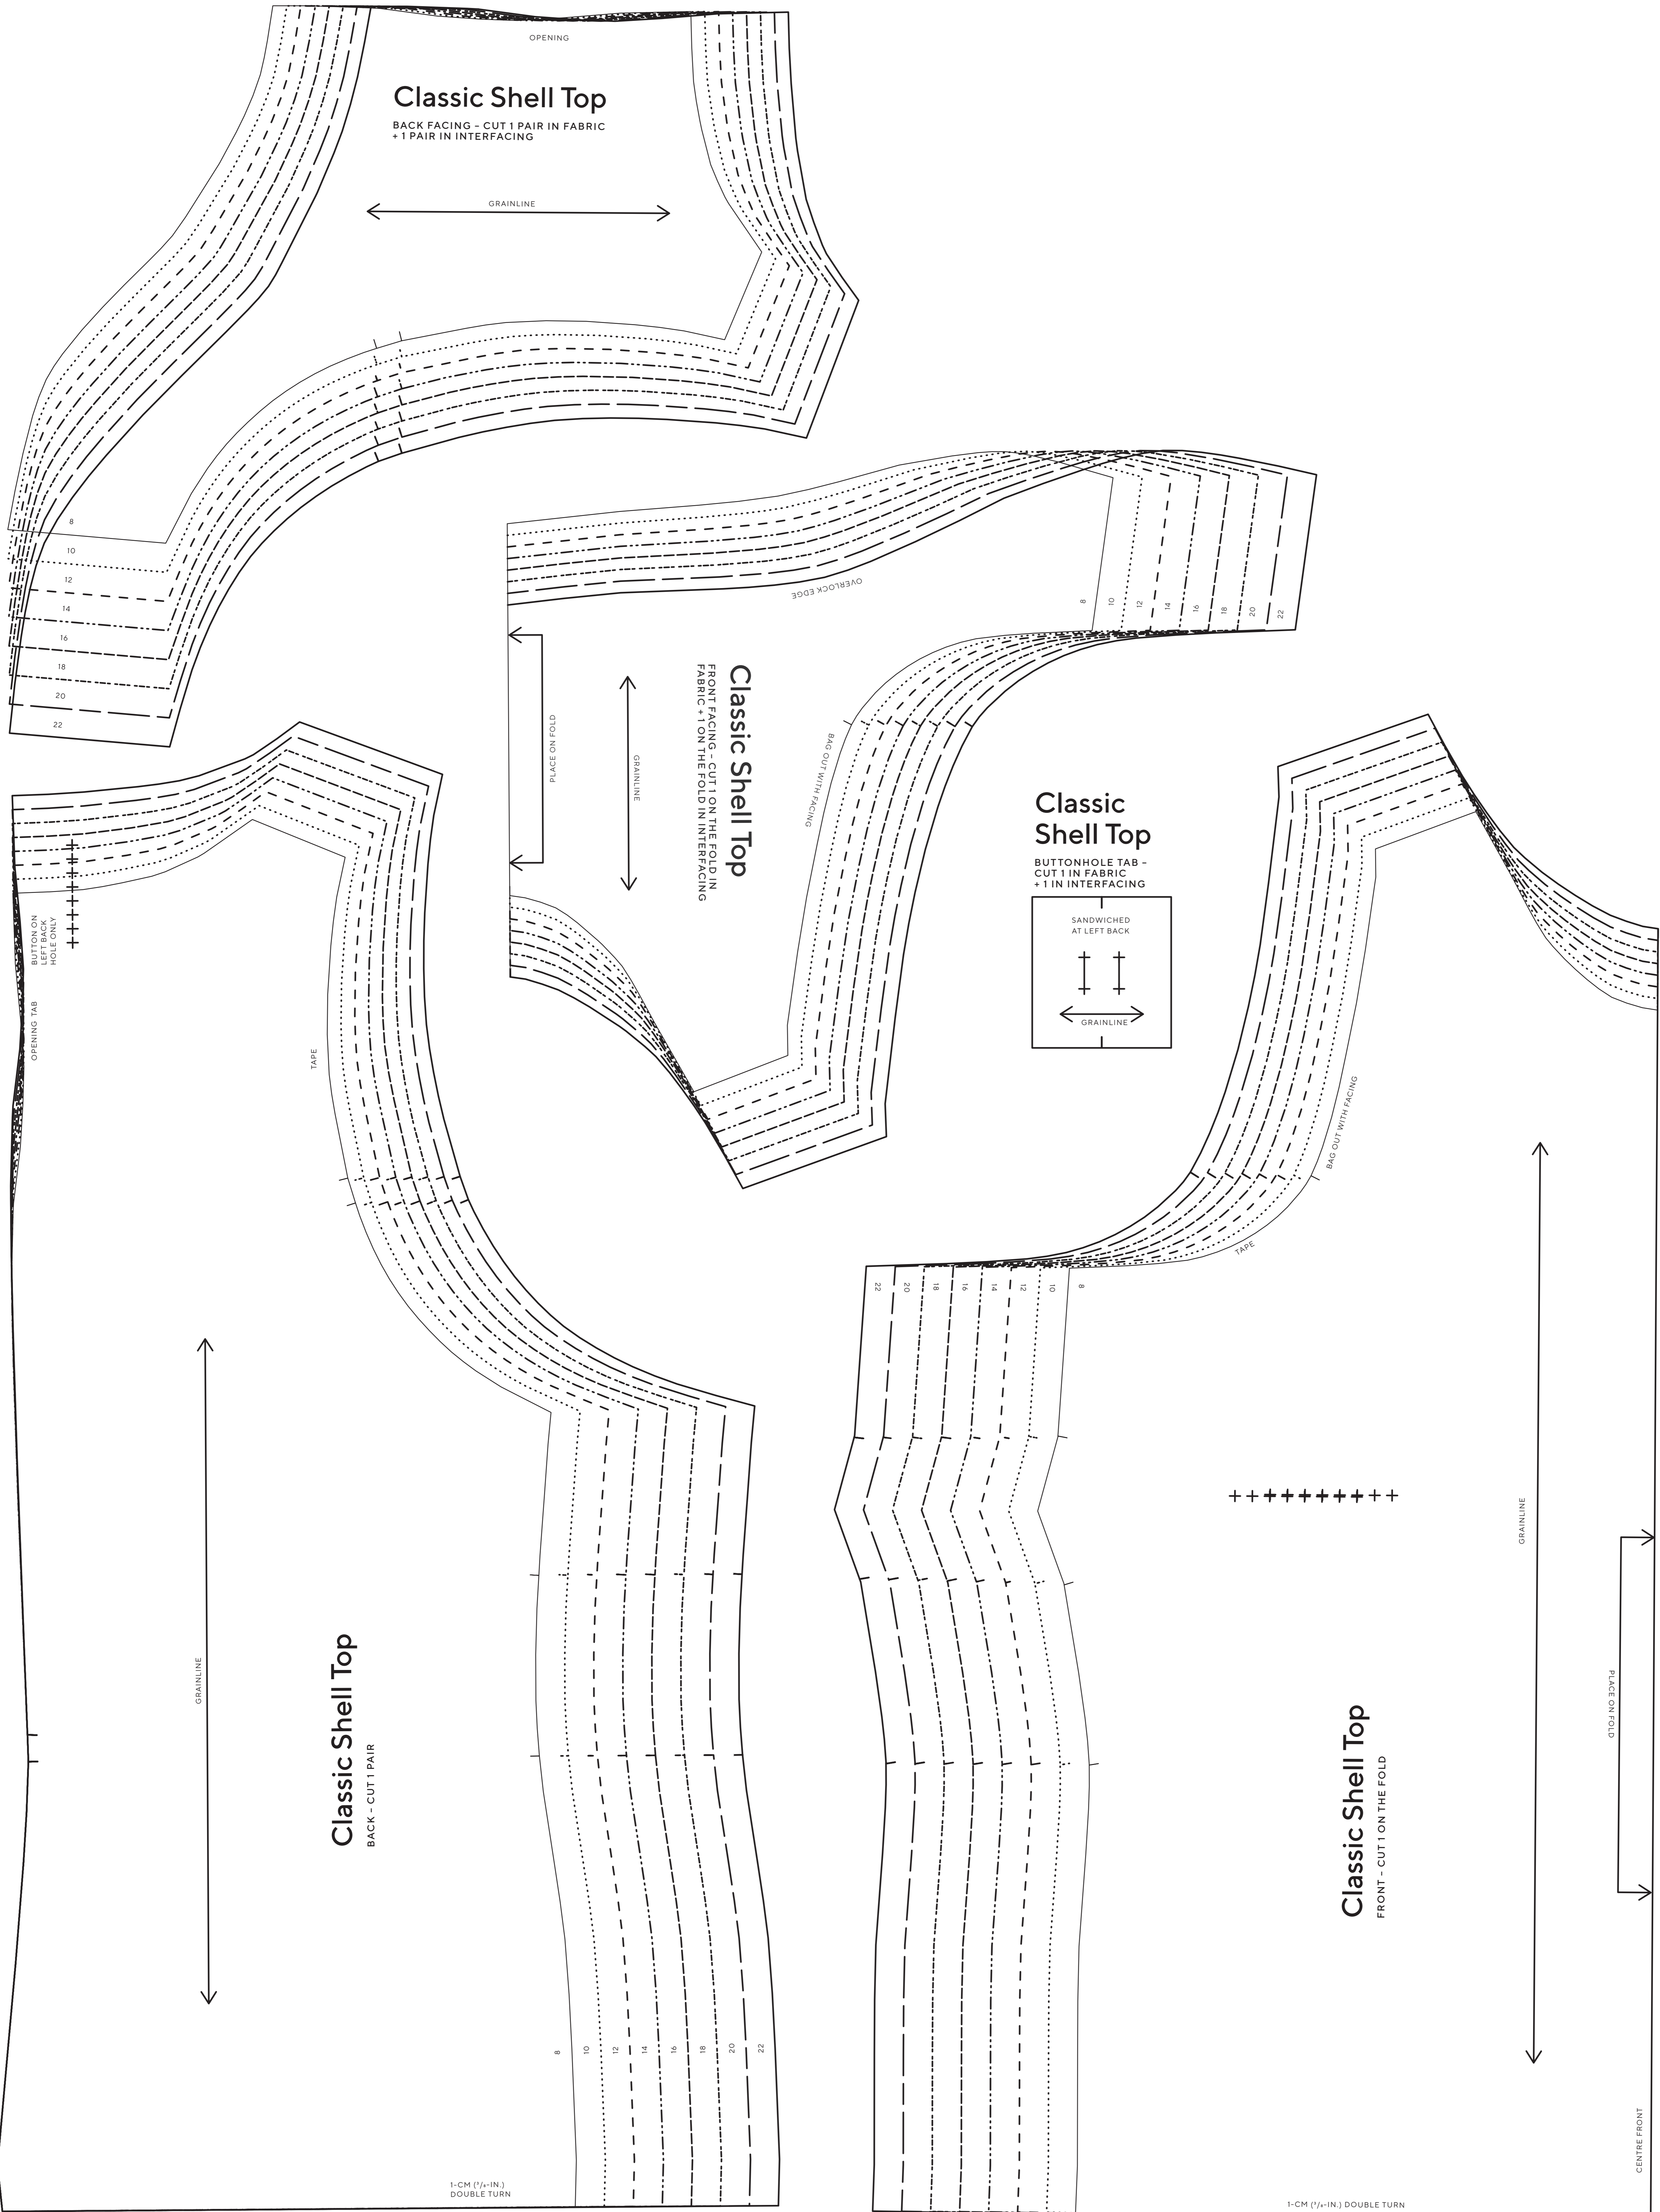 OPENING
Classic Shell Top
BACK FACING – CUT 1 PAIR IN FABRIC
+ 1 PAIR IN INTERFACING
GRAINLINE
8
10
12
14
16
18
20
22
OVERLOCK EDGE
8
10
12
14
16
18
20
22
PLACE ON FOLD
GRAINLINE
Classic Shell Top
FRONT FACING – CUT 1 ON THE FOLD IN
FABRIC + 1 ON THE FOLD IN INTERFACING
BAG OUT WITH FACING
Classic
Shell Top
BUTTONHOLE TAB –
CUT 1 IN FABRIC
+ 1 IN INTERFACING
SANDWICHED
AT LEFT BACK
GRAINLINE
BUTTON ON
LEFT BACK
HOLE ONLY
OPENING TAB
TAPE
GRAINLINE
Classic Shell Top
BACK – CUT 1 PAIR
8
10
12
14
16
18
20
22
1-CM (³/₈-IN.)
DOUBLE TURN
BAG OUT WITH FACING
TAPE
22
20
18
16
14
12
10
8
GRAINLINE
PLACE ON FOLD
Classic Shell Top
FRONT – CUT 1 ON THE FOLD
CENTRE FRONT
1-CM (³/₈-IN.) DOUBLE TURN